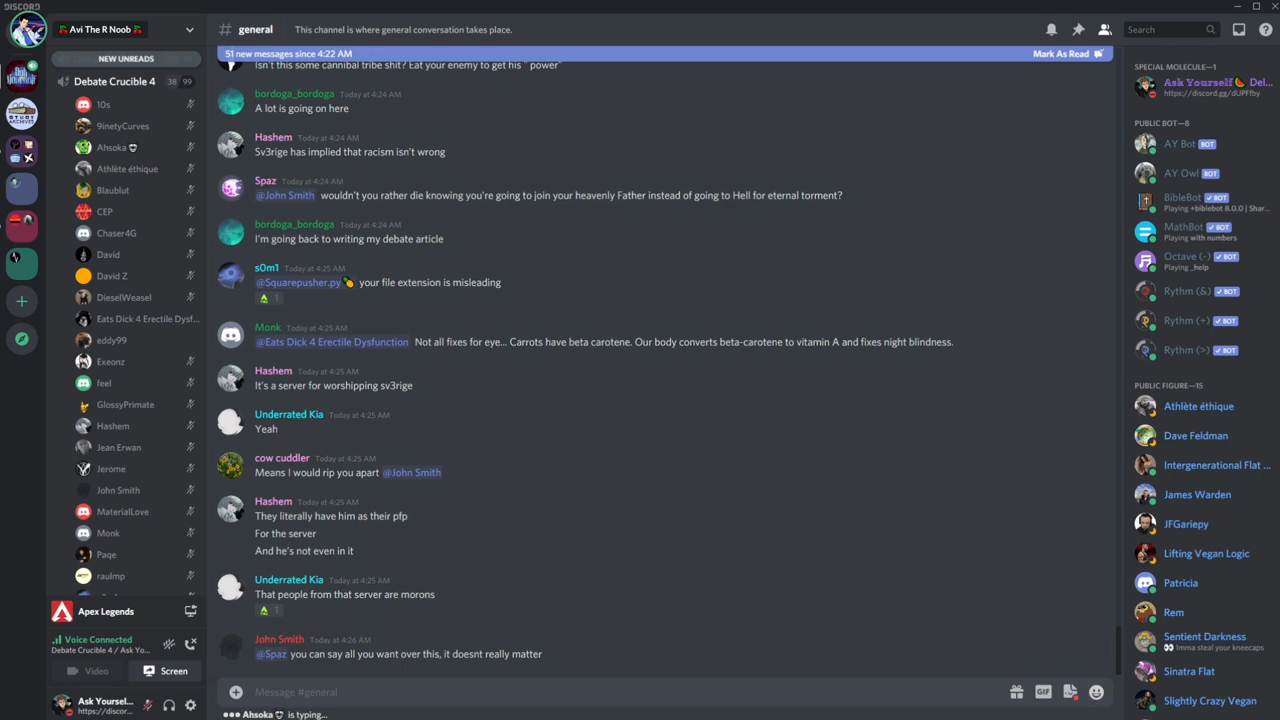 DISCORD
Avi The R Noob
NEW UNREADS
Debate Crucible 4 38 99
10s
9inetyCurves
Ahsoka
Athlète éthique
Blaublut
CEP
Chaser4G
David
David Z
DieselWeasel
Eats Dick 4 Erectile Dysf...
eddy99
Exeonz
feel
GlossyPrimate
Hashem
Jean Erwan
Jerome
John Smith
MaterialLove
Monk
Paqe
raulmp
Apex Legends
Voice Connected
Debate Crucible 4 / Ask Yo...
Video Screen
Ask Yoursel...
https://discor...
# general This channel is where general conversation takes place.
Search
51 new messages since 4:22 AM Mark As Read
Isn't this some cannibal tribe shit? Eat your enemy to get his " power"
bordoga_bordoga Today at 4:24 AM
A lot is going on here
Hashem Today at 4:24 AM
Sv3rige has implied that racism isn't wrong
Spaz Today at 4:24 AM
@John Smith wouldn't you rather die knowing you're going to join your heavenly Father instead of going to Hell for eternal torment?
bordoga_bordoga Today at 4:24 AM
I'm going back to writing my debate article
s0m1 Today at 4:25 AM
@Squarepusher.py your file extension is misleading
1
Monk Today at 4:25 AM
@Eats Dick 4 Erectile Dysfunction Not all fixes for eye... Carrots have beta carotene. Our body converts beta-carotene to vitamin A and fixes night blindness.
Hashem Today at 4:25 AM
It's a server for worshipping sv3rige
Underrated Kia Today at 4:25 AM
Yeah
cow cuddler Today at 4:25 AM
Means I would rip you apart @John Smith
Hashem Today at 4:25 AM
They literally have him as their pfp
For the server
And he's not even in it
Underrated Kia Today at 4:25 AM
That people from that server are morons
1
John Smith Today at 4:26 AM
@Spaz you can say all you want over this, it doesnt really matter
Message #general
GIF
Ahsoka is typing...
SPECIAL MOLECULE—1
Ask Yourself Del...
https://discord.gg/dUPFfby
PUBLIC BOT—8
AY Bot BOT
AY Owl BOT
BibleBot BOT
Playing +biblebot 8.0.0 | Shar...
MathBot BOT
Playing with numbers
Octave (-) BOT
Playing _help
Rythm (&) BOT
Rythm (+) BOT
Rythm (>) BOT
PUBLIC FIGURE—15
Athlète éthique
Dave Feldman
Intergenerational Flat ...
James Warden
JFGariepy
Lifting Vegan Logic
Patricia
Rem
Sentient Darkness
Imma steal your kneecaps
Sinatra Flat
Slightly Crazy Vegan